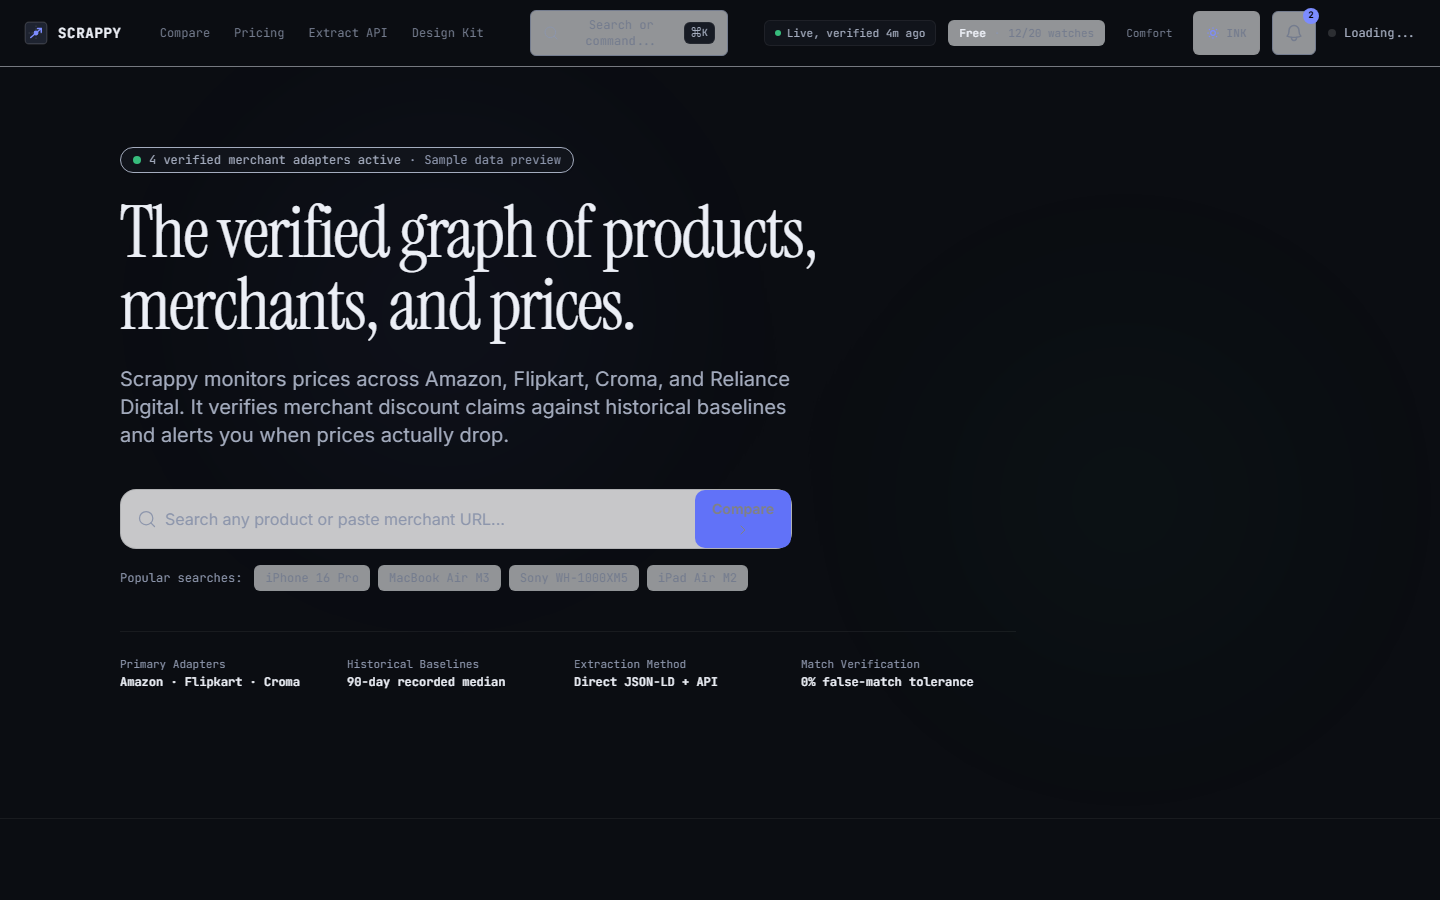 SCRAPPY
Compare
Pricing
Extract API
Design Kit
Search or
command...
⌘K
Live, verified 4m ago
Free 12/20 watches
Comfort
INK
2
Loading...
4 verified merchant adapters active · Sample data preview
The verified graph of products,
merchants, and prices.
Scrappy monitors prices across Amazon, Flipkart, Croma, and Reliance
Digital. It verifies merchant discount claims against historical baselines
and alerts you when prices actually drop.
Search any product or paste merchant URL...
Compare
Popular searches: iPhone 16 Pro MacBook Air M3 Sony WH-1000XM5 iPad Air M2
Primary Adapters
Amazon · Flipkart · Croma
Historical Baselines
90-day recorded median
Extraction Method
Direct JSON-LD + API
Match Verification
0% false-match tolerance